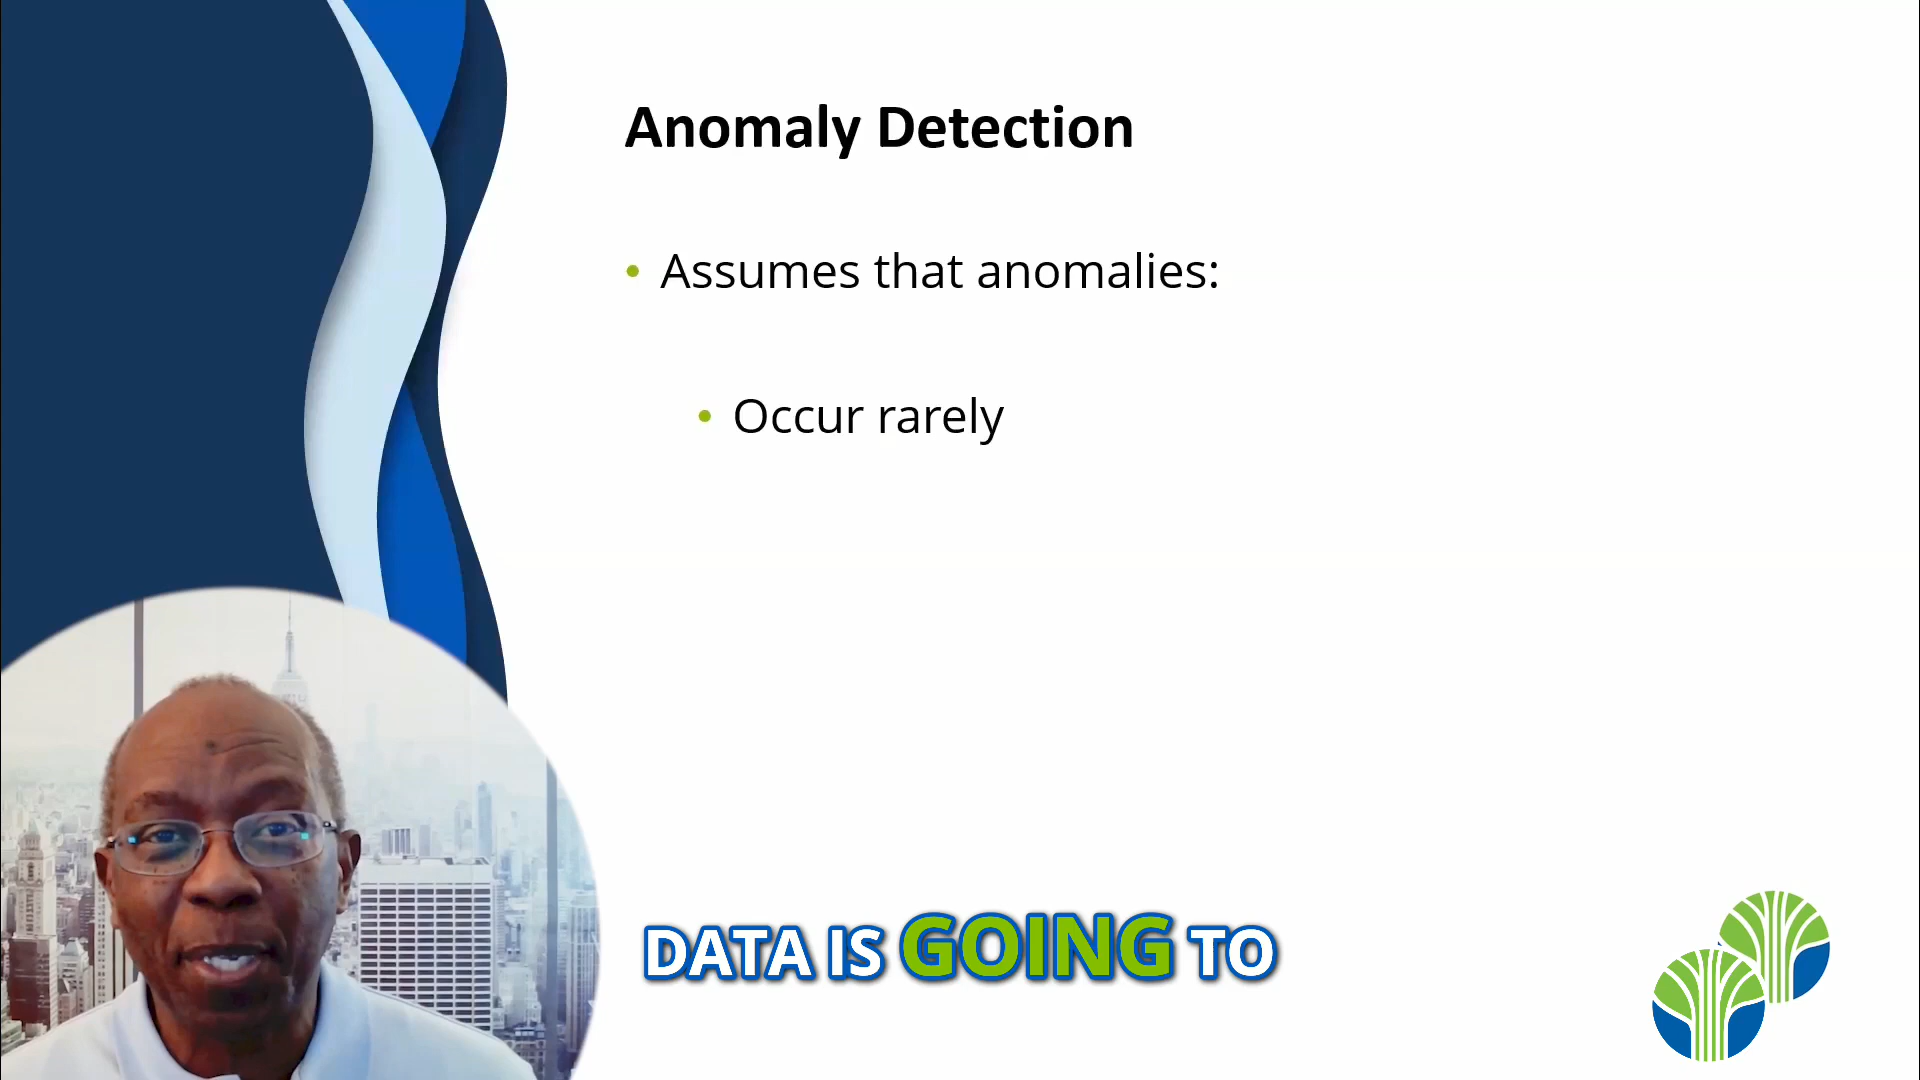 Anomaly Detection
• Assumes that anomalies:
• Occur rarely
DATA IS GOING TO